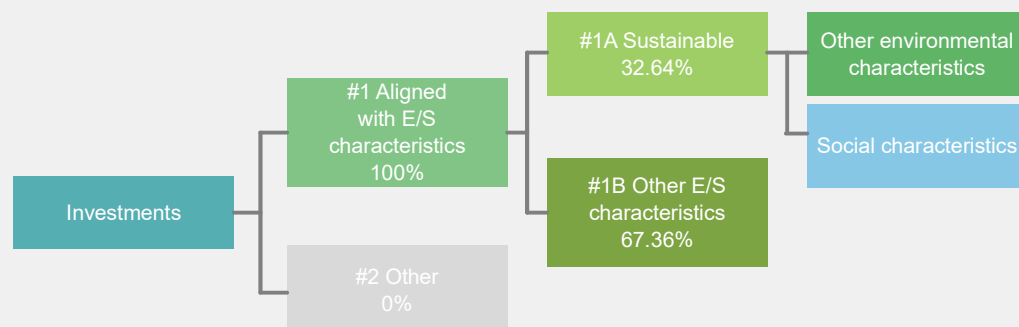 Investments
#1 Aligned
with E/S
characteristics
100%
#2 Other
0%
#1A Sustainable
32.64%
#1B Other E/S
characteristics
67.36%
Other environmental
characteristics
Social characteristics